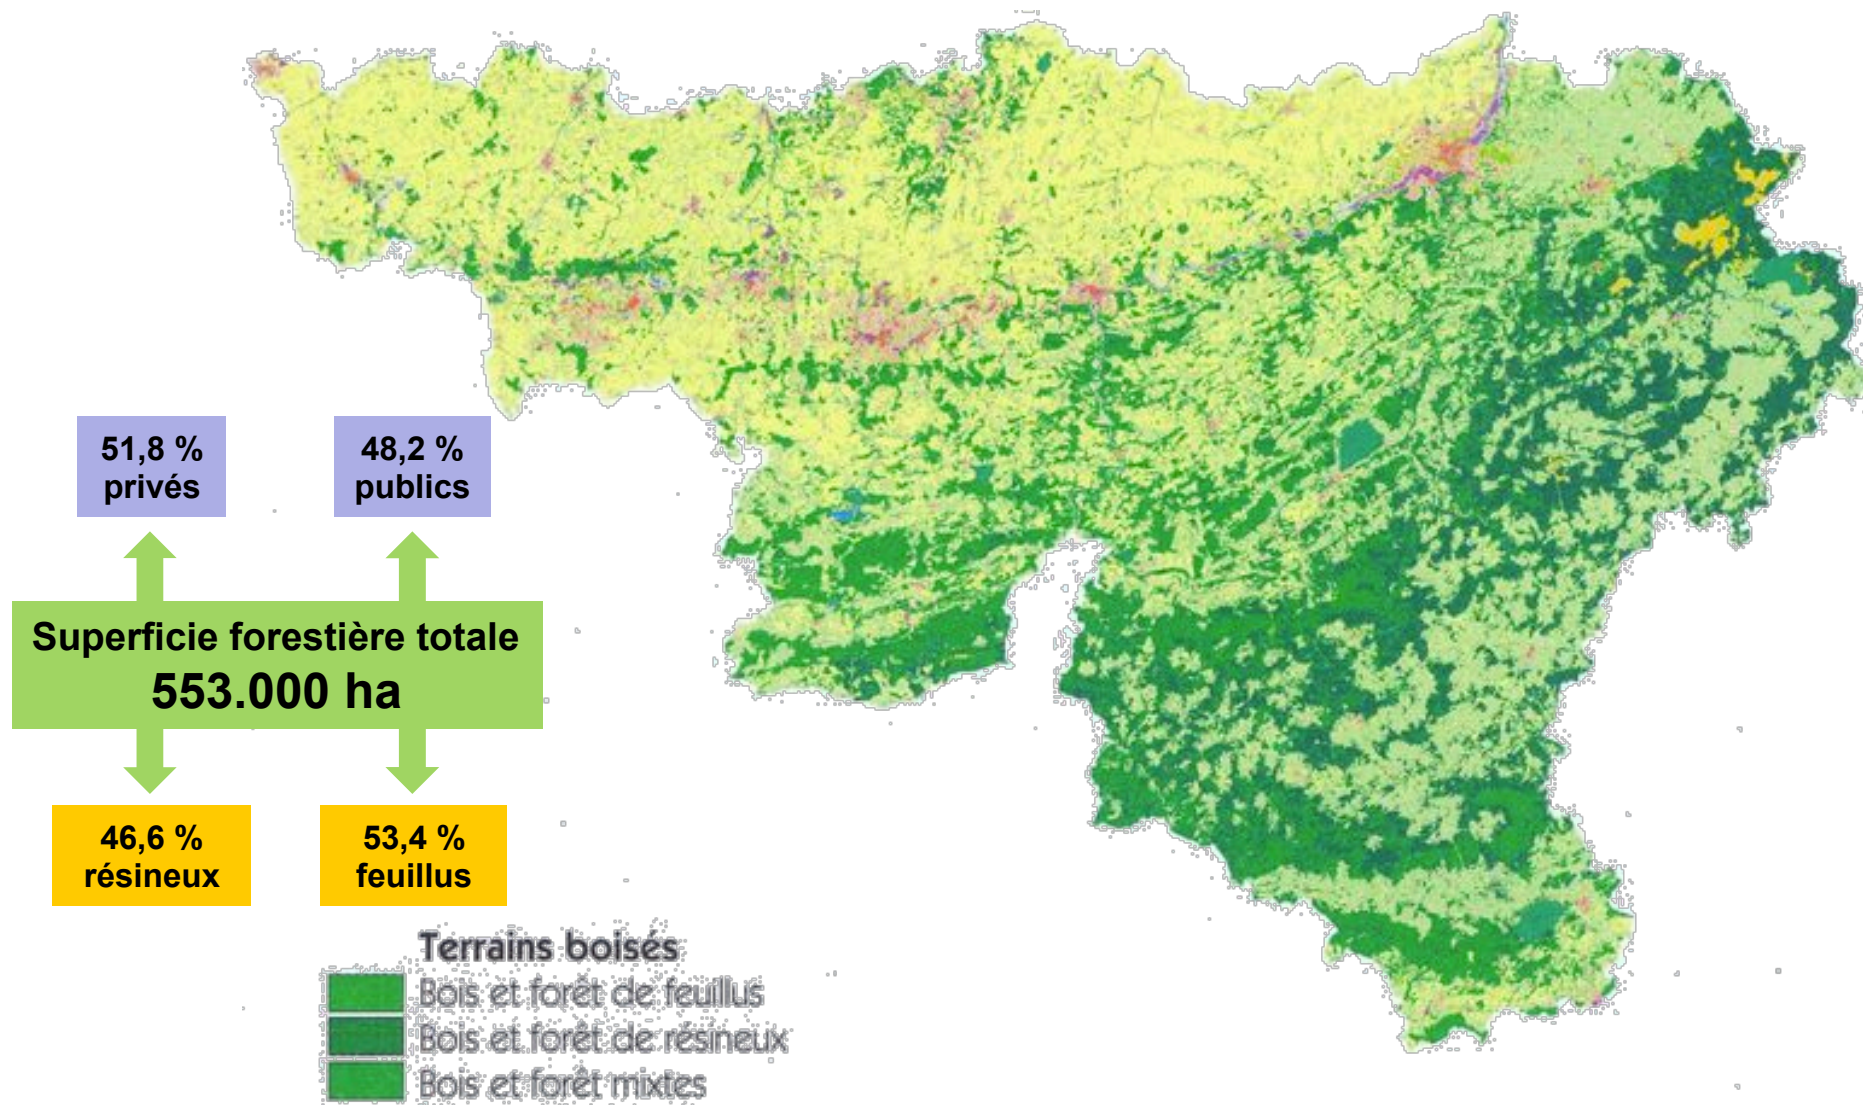 51,8 %
privés
48,2 %
publics
Superficie forestière totale
553.000 ha
46,6 %
résineux
53,4 %
feuillus
Terrains boisés
Bois et forêt de feuillus
Bois et forêt de résineux
Bois et forêt mixtes